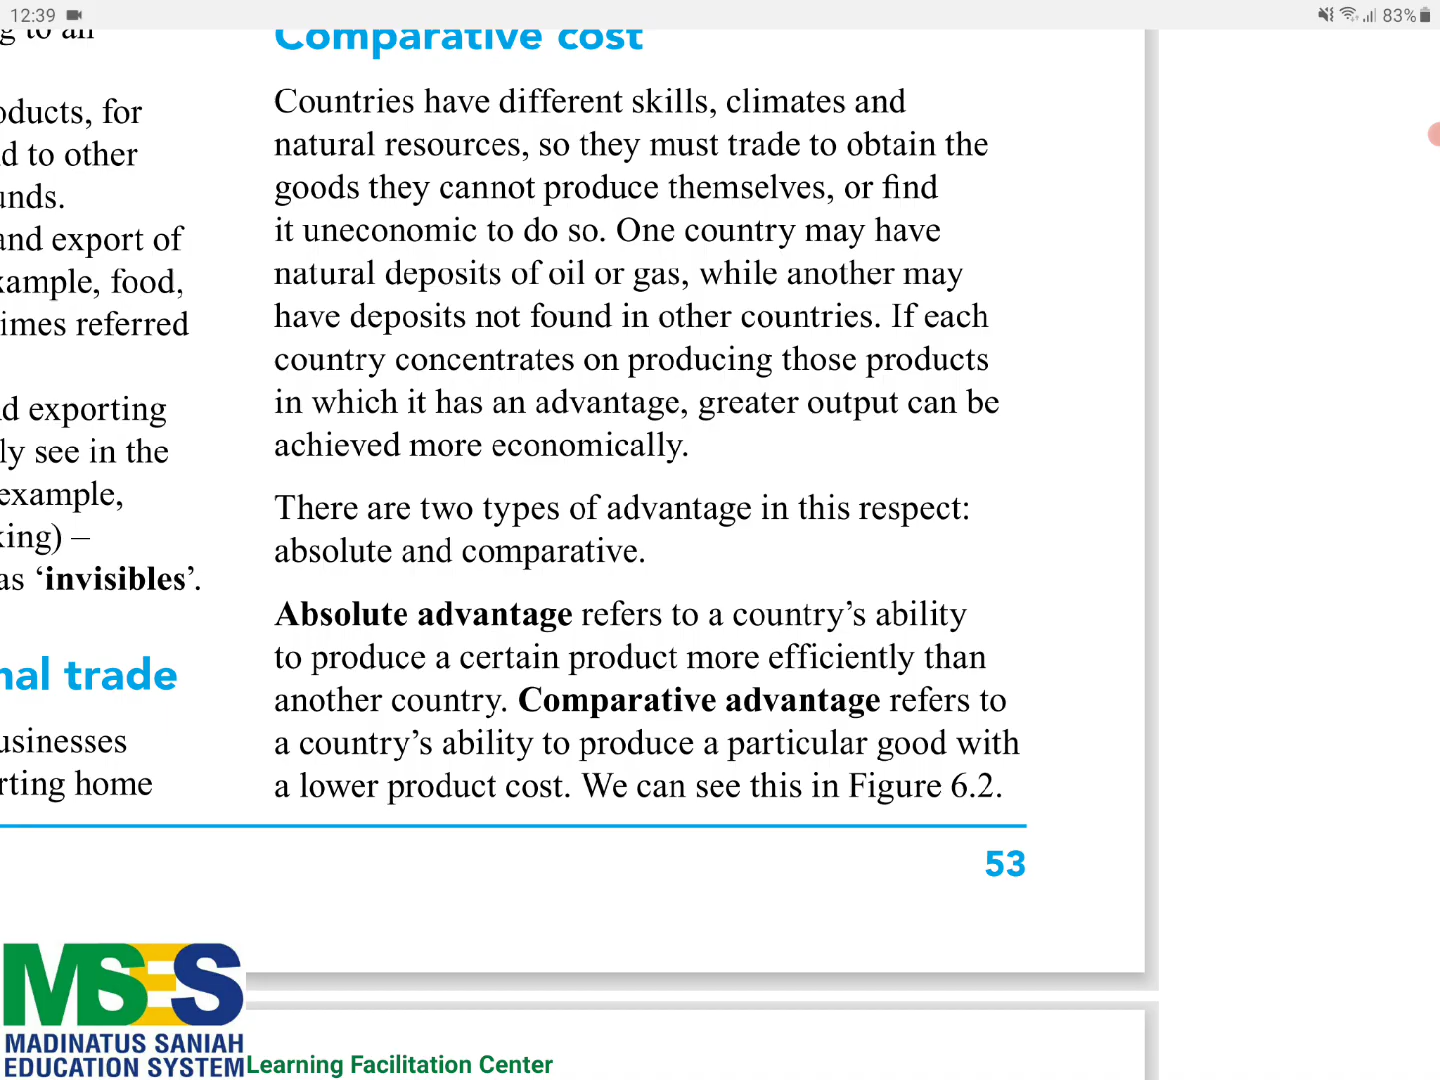 12:39
83%
g to an
oducts, for
d to other
unds.
and export of
xample, food,
imes referred
d exporting
ly see in the
example,
king) –
as ‘invisibles’.
nal trade
usinesses
rting home
Comparative cost
Countries have different skills, climates and
natural resources, so they must trade to obtain the
goods they cannot produce themselves, or find
it uneconomic to do so. One country may have
natural deposits of oil or gas, while another may
have deposits not found in other countries. If each
country concentrates on producing those products
in which it has an advantage, greater output can be
achieved more economically.
There are two types of advantage in this respect:
absolute and comparative.
Absolute advantage refers to a country’s ability
to produce a certain product more efficiently than
another country. Comparative advantage refers to
a country’s ability to produce a particular good with
a lower product cost. We can see this in Figure 6.2.
53
MSES
MADINATUS SANIAH
EDUCATION SYSTEM
Learning Facilitation Center